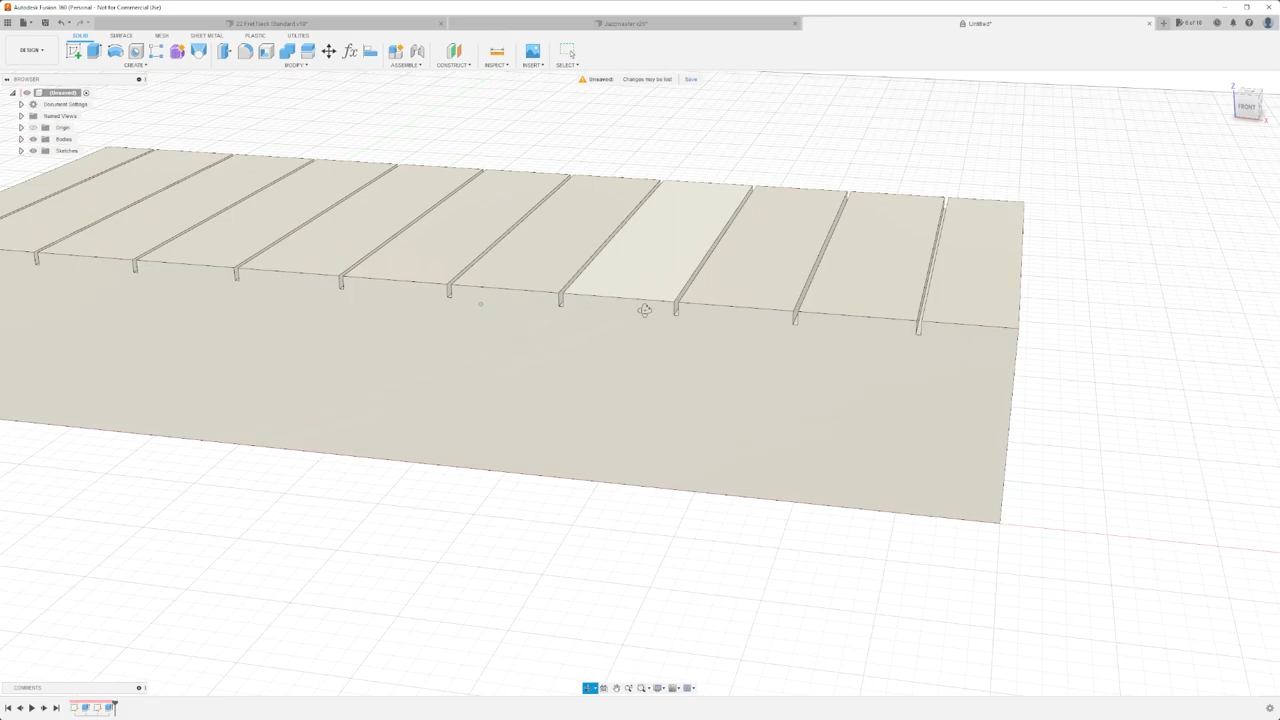 Autodesk Fusion 360 (Personal - Not for Commercial Use)
22 Fret Neck (Standard v10*
Jazzmaster v25*
Untitled*
6 of 10
DESIGN
SOLID
SURFACE
MESH
SHEET METAL
PLASTIC
UTILITIES
CREATE
MODIFY
ASSEMBLE
CONSTRUCT
INSPECT
INSERT
SELECT
BROWSER
Unsaved:
Changes may be lost
Save
(Unsaved)
Document Settings
Named Views
Origin
Bodies
Sketches
Z
FRONT
X
COMMENTS